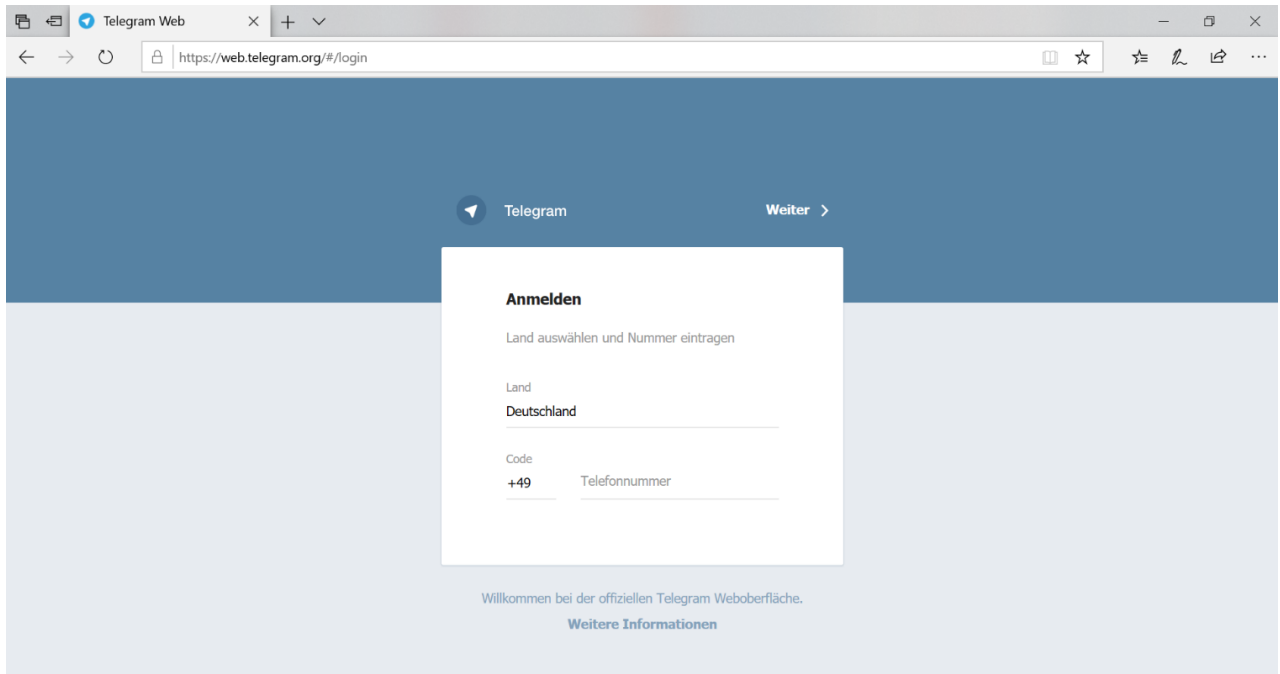 Telegram Web
https://web.telegram.org/#/login
Telegram
Weiter
Anmelden
Land auswählen und Nummer eintragen
Land
Deutschland
Code
+49
Telefonnummer
Willkommen bei der offiziellen Telegram Weboberfläche.
Weitere Informationen